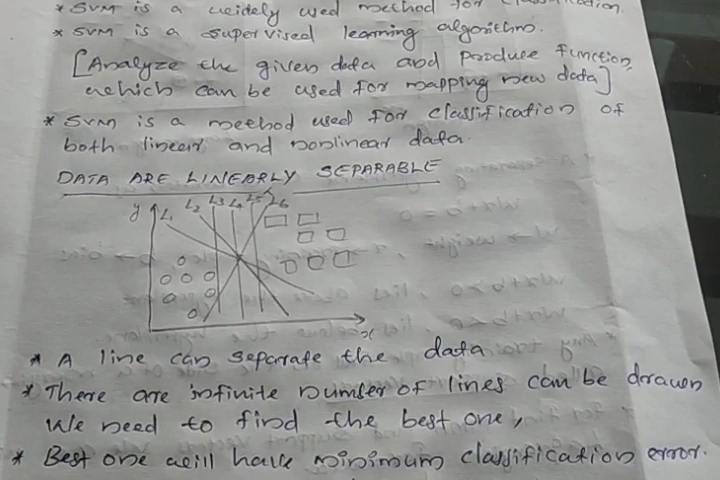 * SVM is a widely used method for classification.
* SVM is a supervised learning algorithm.
[Analyze the given data and Produce function,
which can be used for mapping new data]
* SVM is a method used for classification of
both linear and nonlinear data.
DATA ARE LINEARLY SEPARABLE
y L1 L2 L3 L4 L5 L6
x
* A line can separate the data
* There are infinite number of lines can be drawn
We need to find the best one,
* Best one will have minimum classification error.